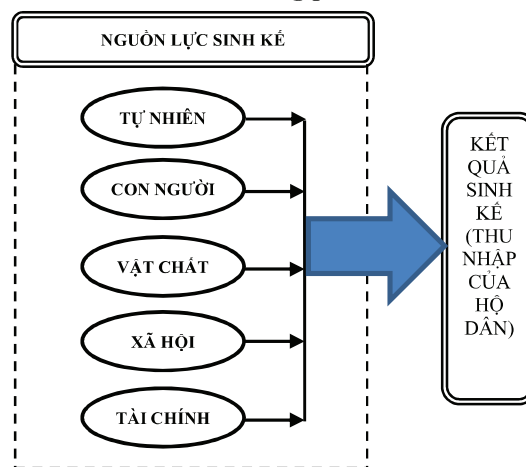 NGUỒN LỰC SINH KẾ
TỰ NHIÊN
CON NGƯỜI
VẬT CHẤT
XÃ HỘI
TÀI CHÍNH
KẾT
QUẢ
SINH
KẾ
(THU
NHẬP
CỦA
HỘ
DÂN)